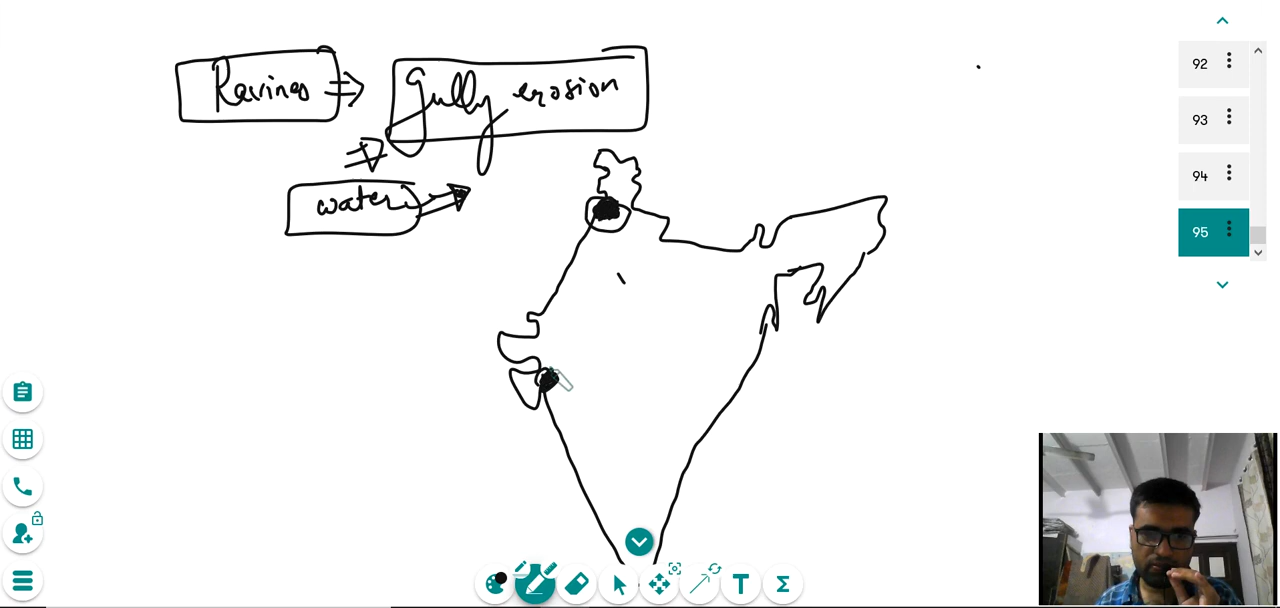 Ravines ⇒ Gully erosion
⇒
water ⇒
92
93
94
95
T
Σ